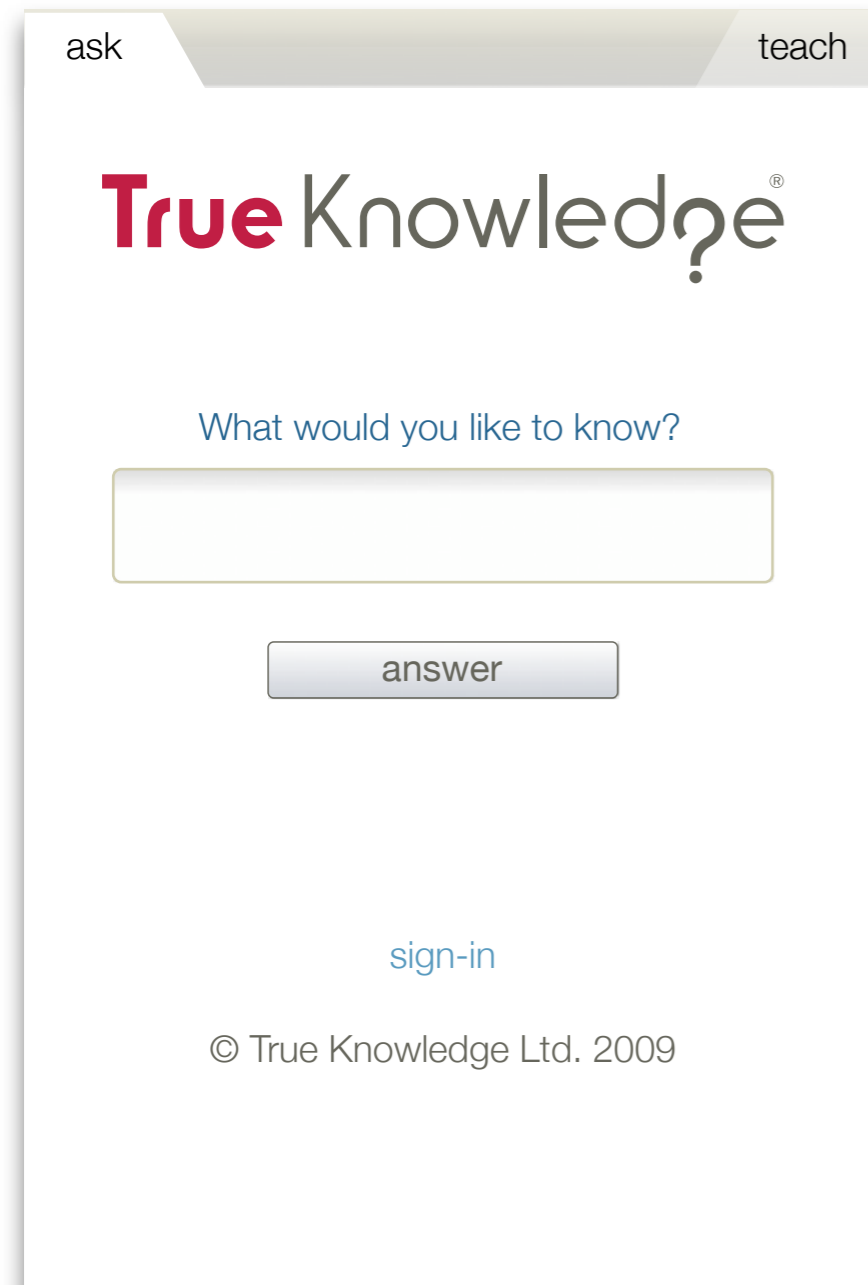 ask
teach
True Knowledge®
What would you like to know?
answer
sign-in
© True Knowledge Ltd. 2009